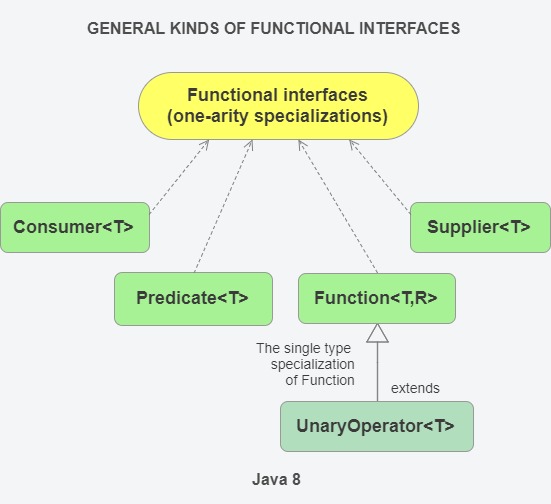 GENERAL KINDS OF FUNCTIONAL INTERFACES
Functional interfaces
(one-arity specializations)
Consumer<T>
Supplier<T>
Predicate<T>
Function<T,R>
The single type
specialization
of Function
extends
UnaryOperator<T>
Java 8